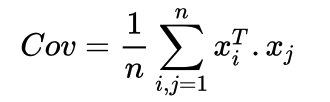 Cov = \frac{1}{n} \sum_{i,j=1}^{n} x_i^T . x_j